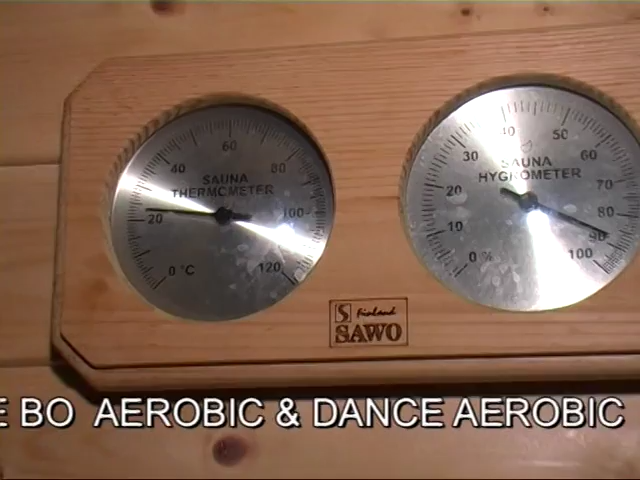 60
40 80
SAUNA
THERMOMETER
20 100
0 °C 120
40 50
30 SAUNA 60
HYGROMETER
20 70
10 80
90
0 % 100
S Finland
SAWO
E BO AEROBIC & DANCE AEROBIC